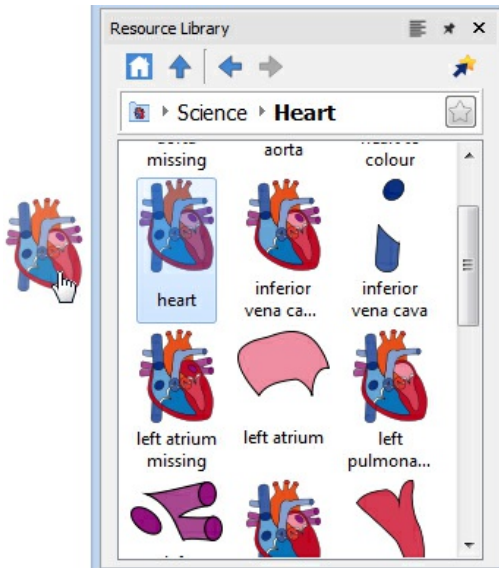 Resource Library
Science Heart
missing
aorta
colour
heart
inferior
vena ca...
inferior
vena cava
left atrium
missing
left atrium
left
pulmona...